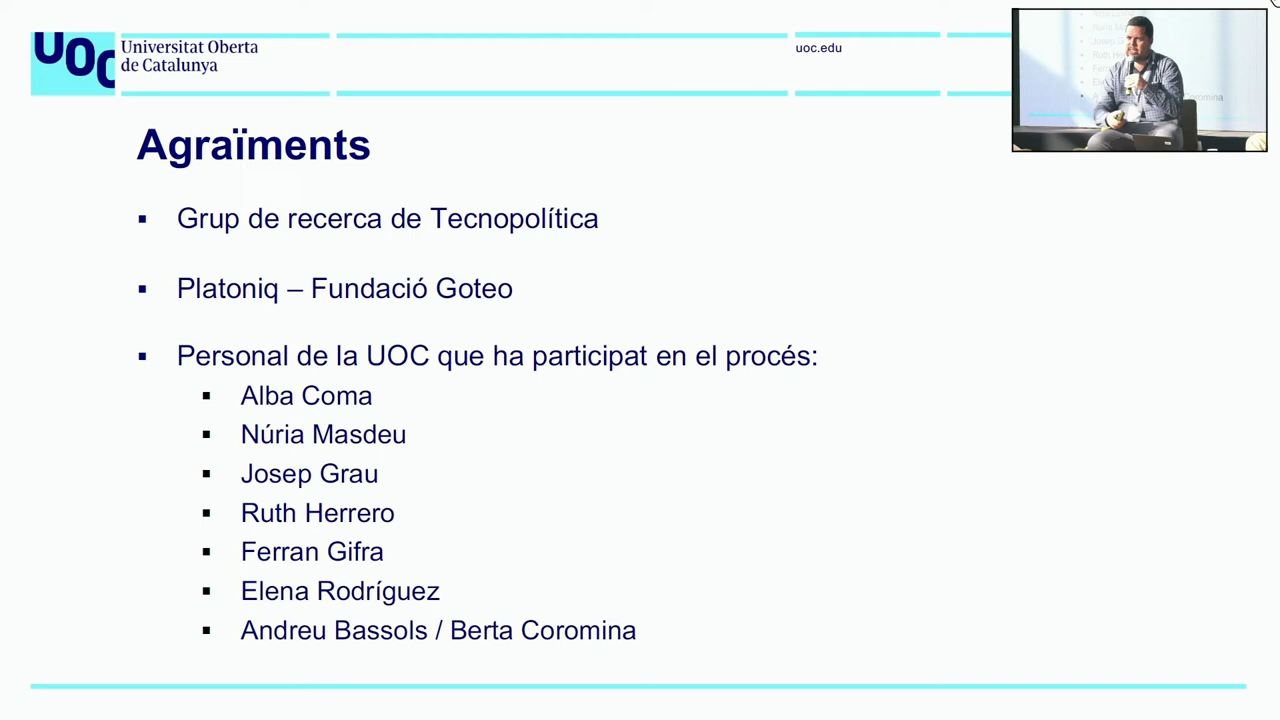 UOC
Universitat Oberta
de Catalunya
uoc.edu
Agraïments
▪ Grup de recerca de Tecnopolítica
▪ Platoniq – Fundació Goteo
▪ Personal de la UOC que ha participat en el procés:
▪ Alba Coma
▪ Núria Masdeu
▪ Josep Grau
▪ Ruth Herrero
▪ Ferran Gifra
▪ Elena Rodríguez
▪ Andreu Bassols / Berta Coromina